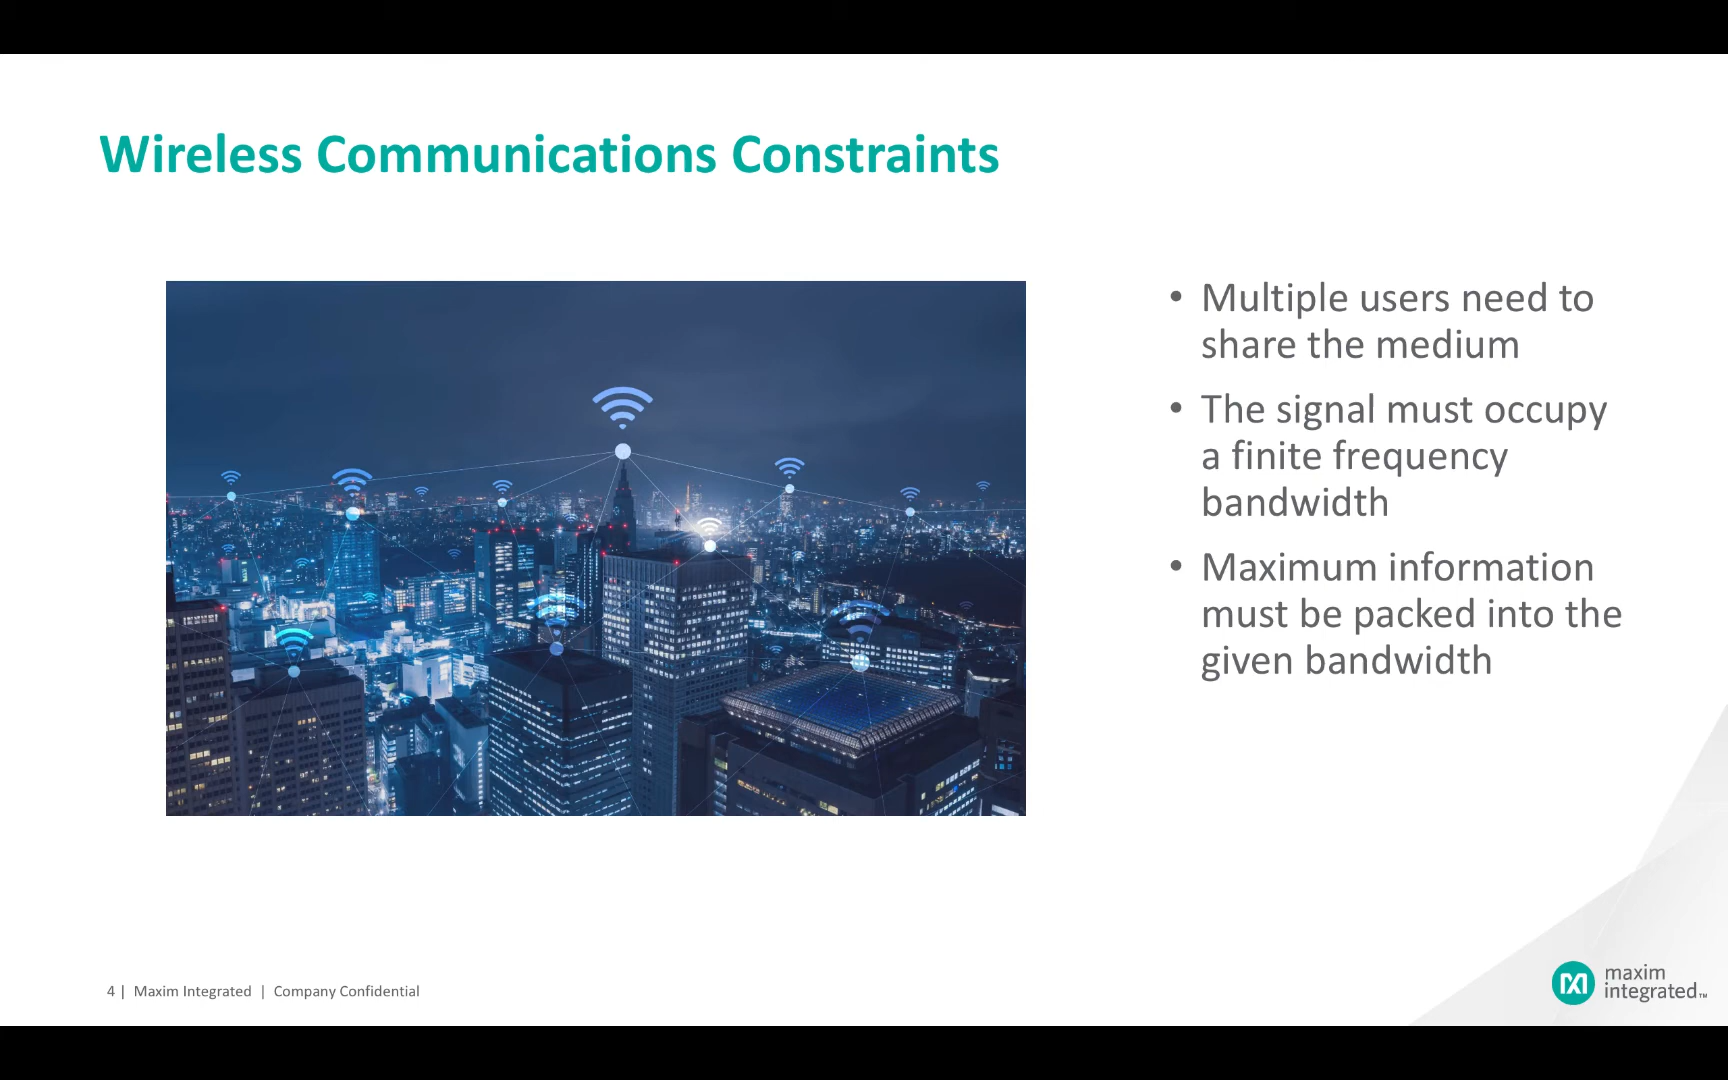 Wireless Communications Constraints
• Multiple users need to
share the medium
• The signal must occupy
a finite frequency
bandwidth
• Maximum information
must be packed into the
given bandwidth
4 | Maxim Integrated | Company Confidential
maxim
integrated™